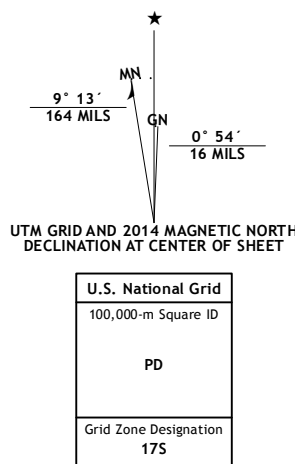 MN
9° 13´
164 MILS
GN
0° 54´
16 MILS
UTM GRID AND 2014 MAGNETIC NORTH
DECLINATION AT CENTER OF SHEET
U.S. National Grid
100,000-m Square ID
PD
Grid Zone Designation
17S